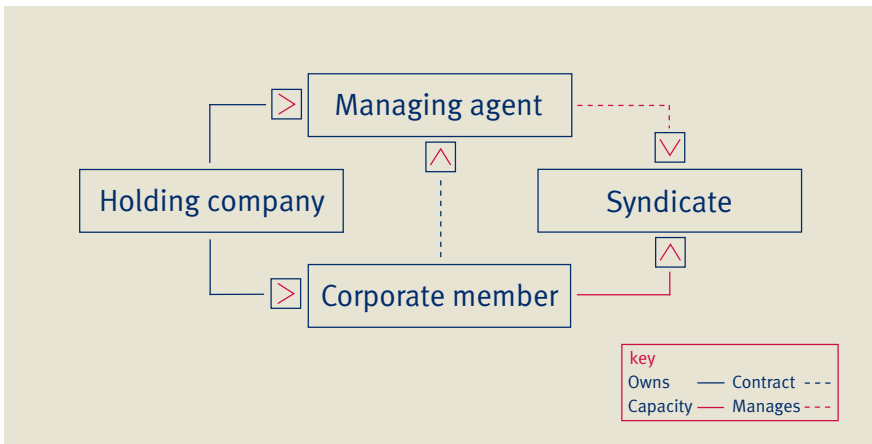 Managing agent
Holding company
Syndicate
Corporate member
key
Owns Contract
Capacity Manages